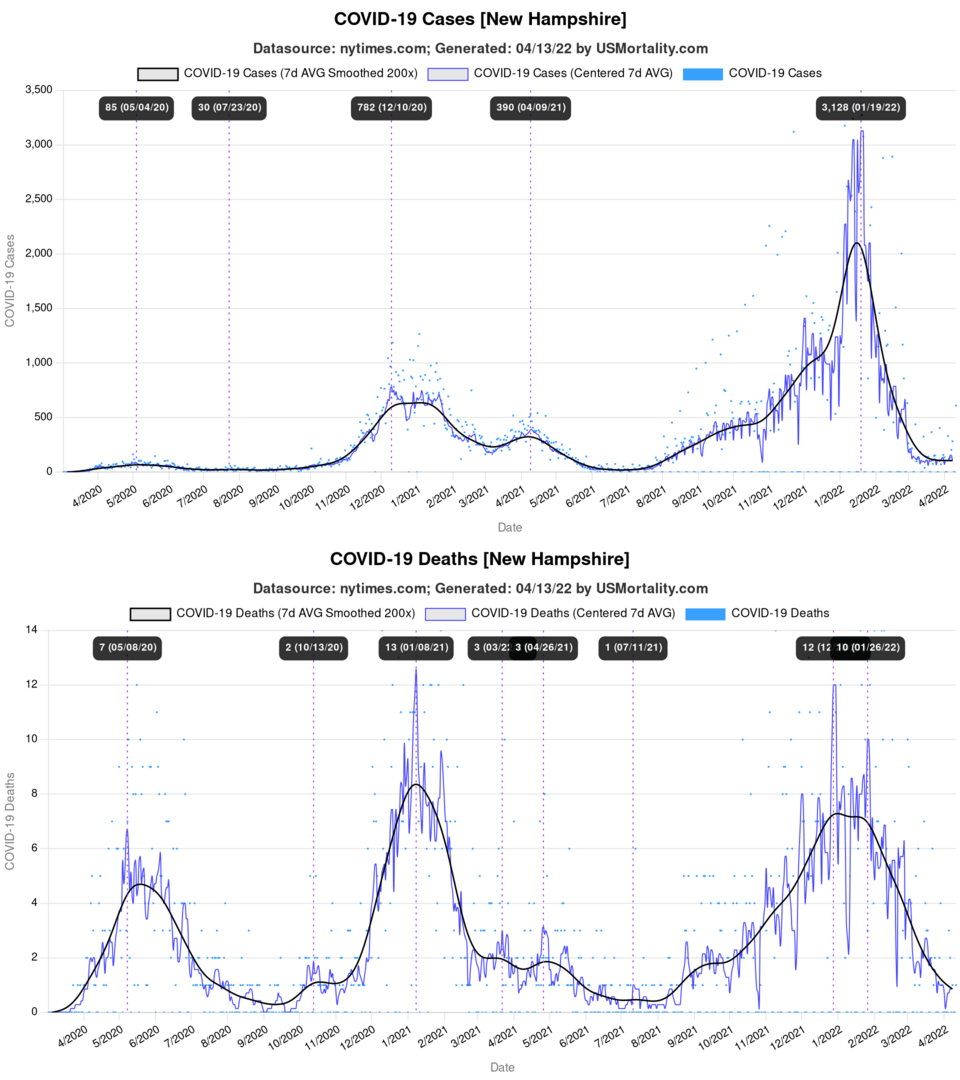 COVID-19 Cases [New Hampshire]
Datasource: nytimes.com; Generated: 04/13/22 by USMortality.com
COVID-19 Cases (7d AVG Smoothed 200x) COVID-19 Cases (Centered 7d AVG) COVID-19 Cases
3,500
85 (05/04/20) 30 (07/23/20) 782 (12/10/20) 390 (04/09/21) 3,128 (01/19/22)
3,000
2,500
2,000
1,500
1,000
500
0
COVID-19 Cases
4/2020 5/2020 6/2020 7/2020 8/2020 9/2020 10/2020 11/2020 12/2020 1/2021 2/2021 3/2021 4/2021 5/2021 6/2021 7/2021 8/2021 9/2021 10/2021 11/2021 12/2021 1/2022 2/2022 3/2022 4/2022
Date
COVID-19 Deaths [New Hampshire]
Datasource: nytimes.com; Generated: 04/13/22 by USMortality.com
COVID-19 Deaths (7d AVG Smoothed 200x) COVID-19 Deaths (Centered 7d AVG) COVID-19 Deaths
14
7 (05/08/20) 2 (10/13/20) 13 (01/08/21) 3 (03/22 3 (04/26/21) 1 (07/11/21) 12 (12 10 (01/26/22)
12
10
8
6
4
2
0
COVID-19 Deaths
4/2020 5/2020 6/2020 7/2020 8/2020 9/2020 10/2020 11/2020 12/2020 1/2021 2/2021 3/2021 4/2021 5/2021 6/2021 7/2021 8/2021 9/2021 10/2021 11/2021 12/2021 1/2022 2/2022 3/2022 4/2022
Date